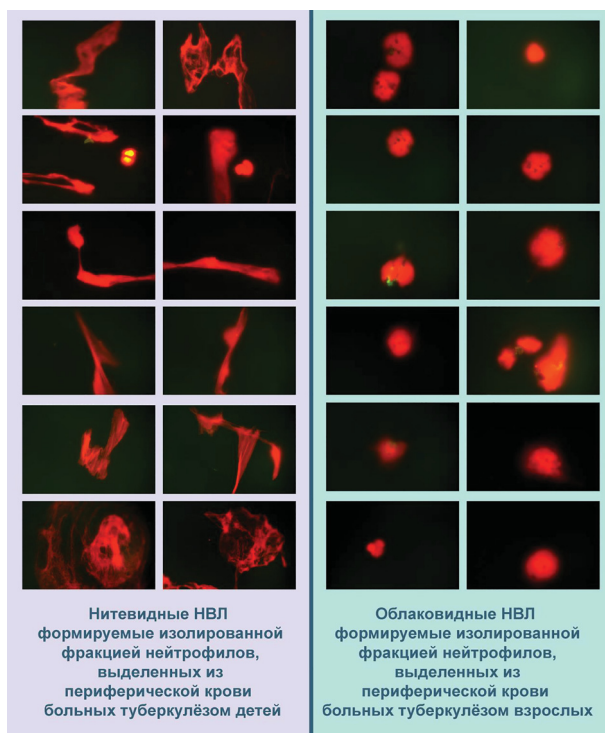 Нитевидные НВЛ
формируемые изолированной
фракцией нейтрофилов,
выделенных из
периферической крови
больных туберкулёзом детей
Облаковидные НВЛ
формируемые изолированной
фракцией нейтрофилов,
выделенных из
периферической крови
больных туберкулёзом взрослых